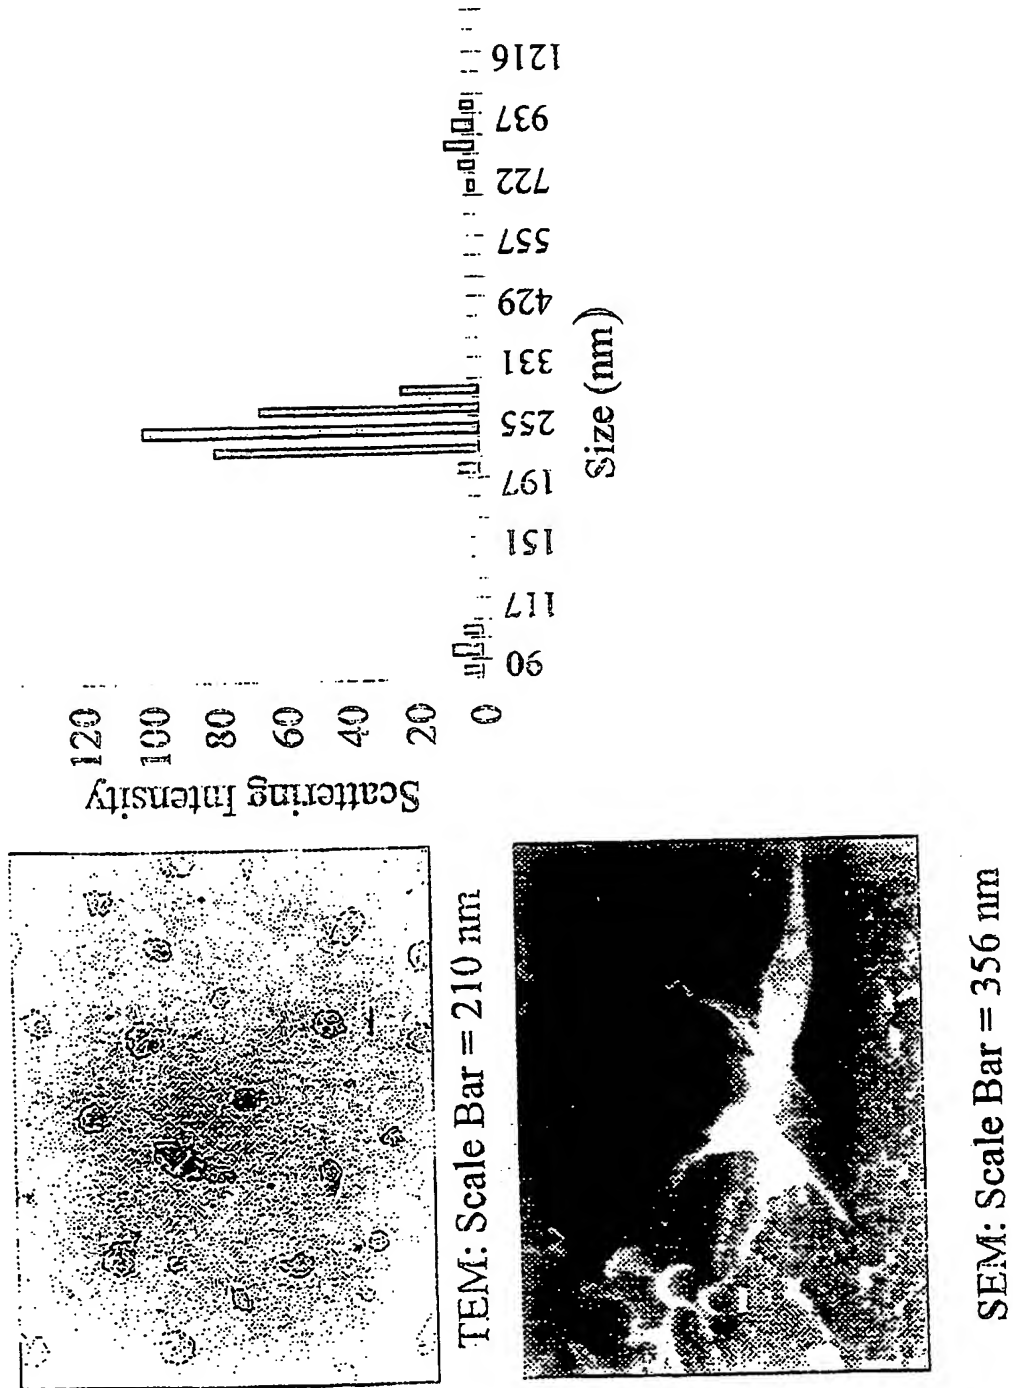 TEM: Scale Bar = 210 nm
SEM: Scale Bar = 356 nm
Scattering Intensity
120
100
80
60
40
20
0
90 117 151 197 255 331 429 557 722 937 1216
Size (nm)